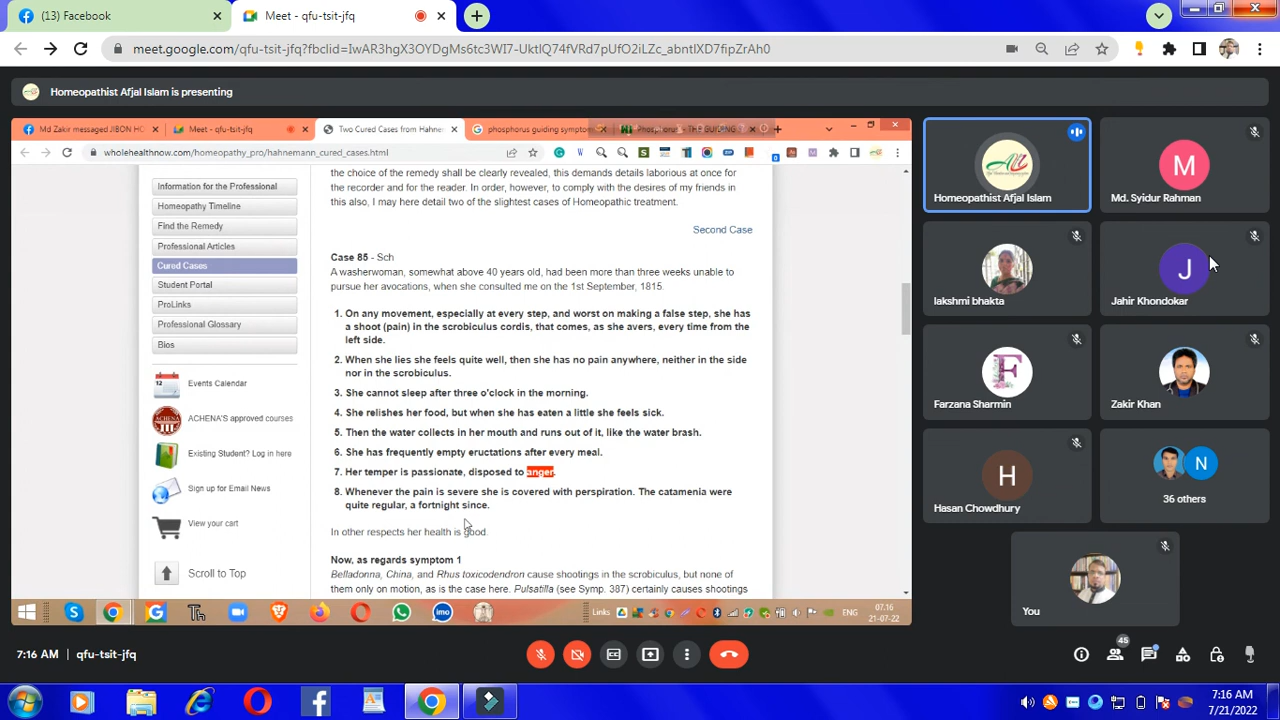 (13) Facebook
Meet - qfu-tsit-jfq
meet.google.com/qfu-tsit-jfq?fbclid=IwAR3hgX3OYDgMs6tc3WI7-UktlQ74fVRd7pUfO2iLZc_abntIXD7fipZrAh0
Homeopathist Afjal Islam is presenting
Md Zakir messaged JIBON HC
Meet - qfu-tsit-jfq
Two Cured Cases from Hahne
phosphorus guiding symptom
wholehealthnow.com/homeopathy_pro/hahnemann_cured_cases.html
Information for the Professional
Homeopathy Timeline
Find the Remedy
Professional Articles
Cured Cases
Student Portal
ProLinks
Professional Glossary
Bios
Events Calendar
ACHENA'S approved courses
Existing Student? Log in here
Sign up for Email News
View your cart
Scroll to Top
the choice of the remedy shall be clearly revealed, this demands details laborious at once for
the recorder and for the reader. In order, however, to comply with the desires of my friends in
this also, I may here detail two of the slightest cases of Homeopathic treatment.
Second Case
Case 85 - Sch
A washerwoman, somewhat above 40 years old, had been more than three weeks unable to
pursue her avocations, when she consulted me on the 1st September, 1815.
1. On any movement, especially at every step, and worst on making a false step, she has
a shoot (pain) in the scrobiculus cordis, that comes, as she avers, every time from the
left side.
2. When she lies she feels quite well, then she has no pain anywhere, neither in the side
nor in the scrobiculus.
3. She cannot sleep after three o'clock in the morning.
4. She relishes her food, but when she has eaten a little she feels sick.
5. Then the water collects in her mouth and runs out of it, like the water brash.
6. She has frequently empty eructations after every meal.
7. Her temper is passionate, disposed to anger.
8. Whenever the pain is severe she is covered with perspiration. The catamenia were
quite regular, a fortnight since.
In other respects her health is good.
Now, as regards symptom 1
Belladonna, China, and Rhus toxicodendron cause shootings in the scrobiculus, but none of
them only on motion, as is the case here. Pulsatilla (see Symp. 387) certainly causes shootings
Links
ENG
07.16
21-07-22
Homeopathist Afjal Islam
M
Md. Syidur Rahman
lakshmi bhakta
J
Jahir Khondokar
F
Farzana Sharmin
Zakir Khan
H
Hasan Chowdhury
N
36 others
You
7:16 AM | qfu-tsit-jfq
45
7:16 AM
7/21/2022